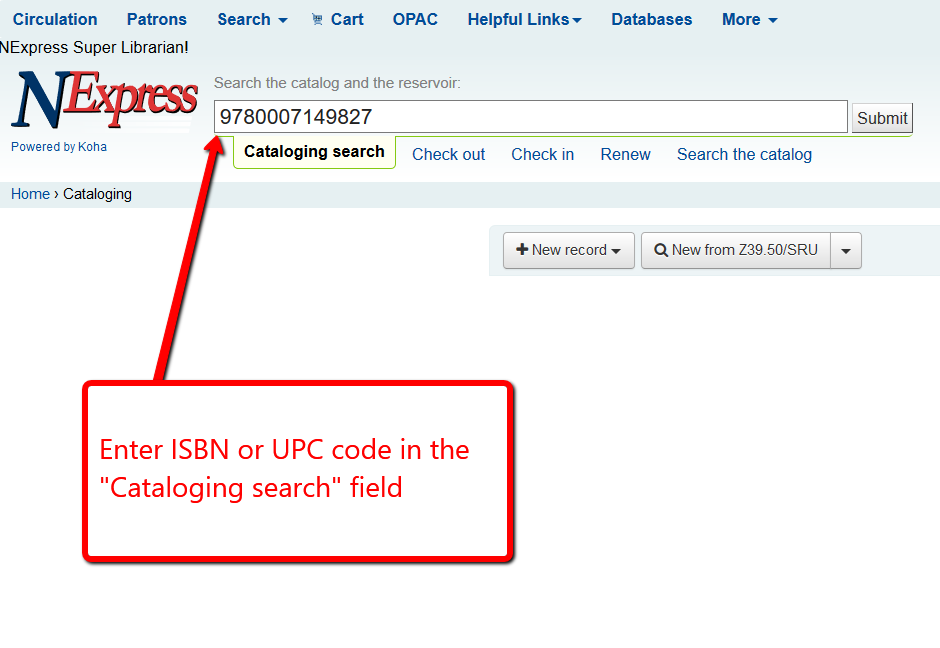 Circulation Patrons Search Cart OPAC Helpful Links Databases More
NExpress Super Librarian!
NExpress
Search the catalog and the reservoir:
9780007149827 Submit
Powered by Koha
Cataloging search Check out Check in Renew Search the catalog
Home › Cataloging
New record New from Z39.50/SRU
Enter ISBN or UPC code in the
"Cataloging search" field